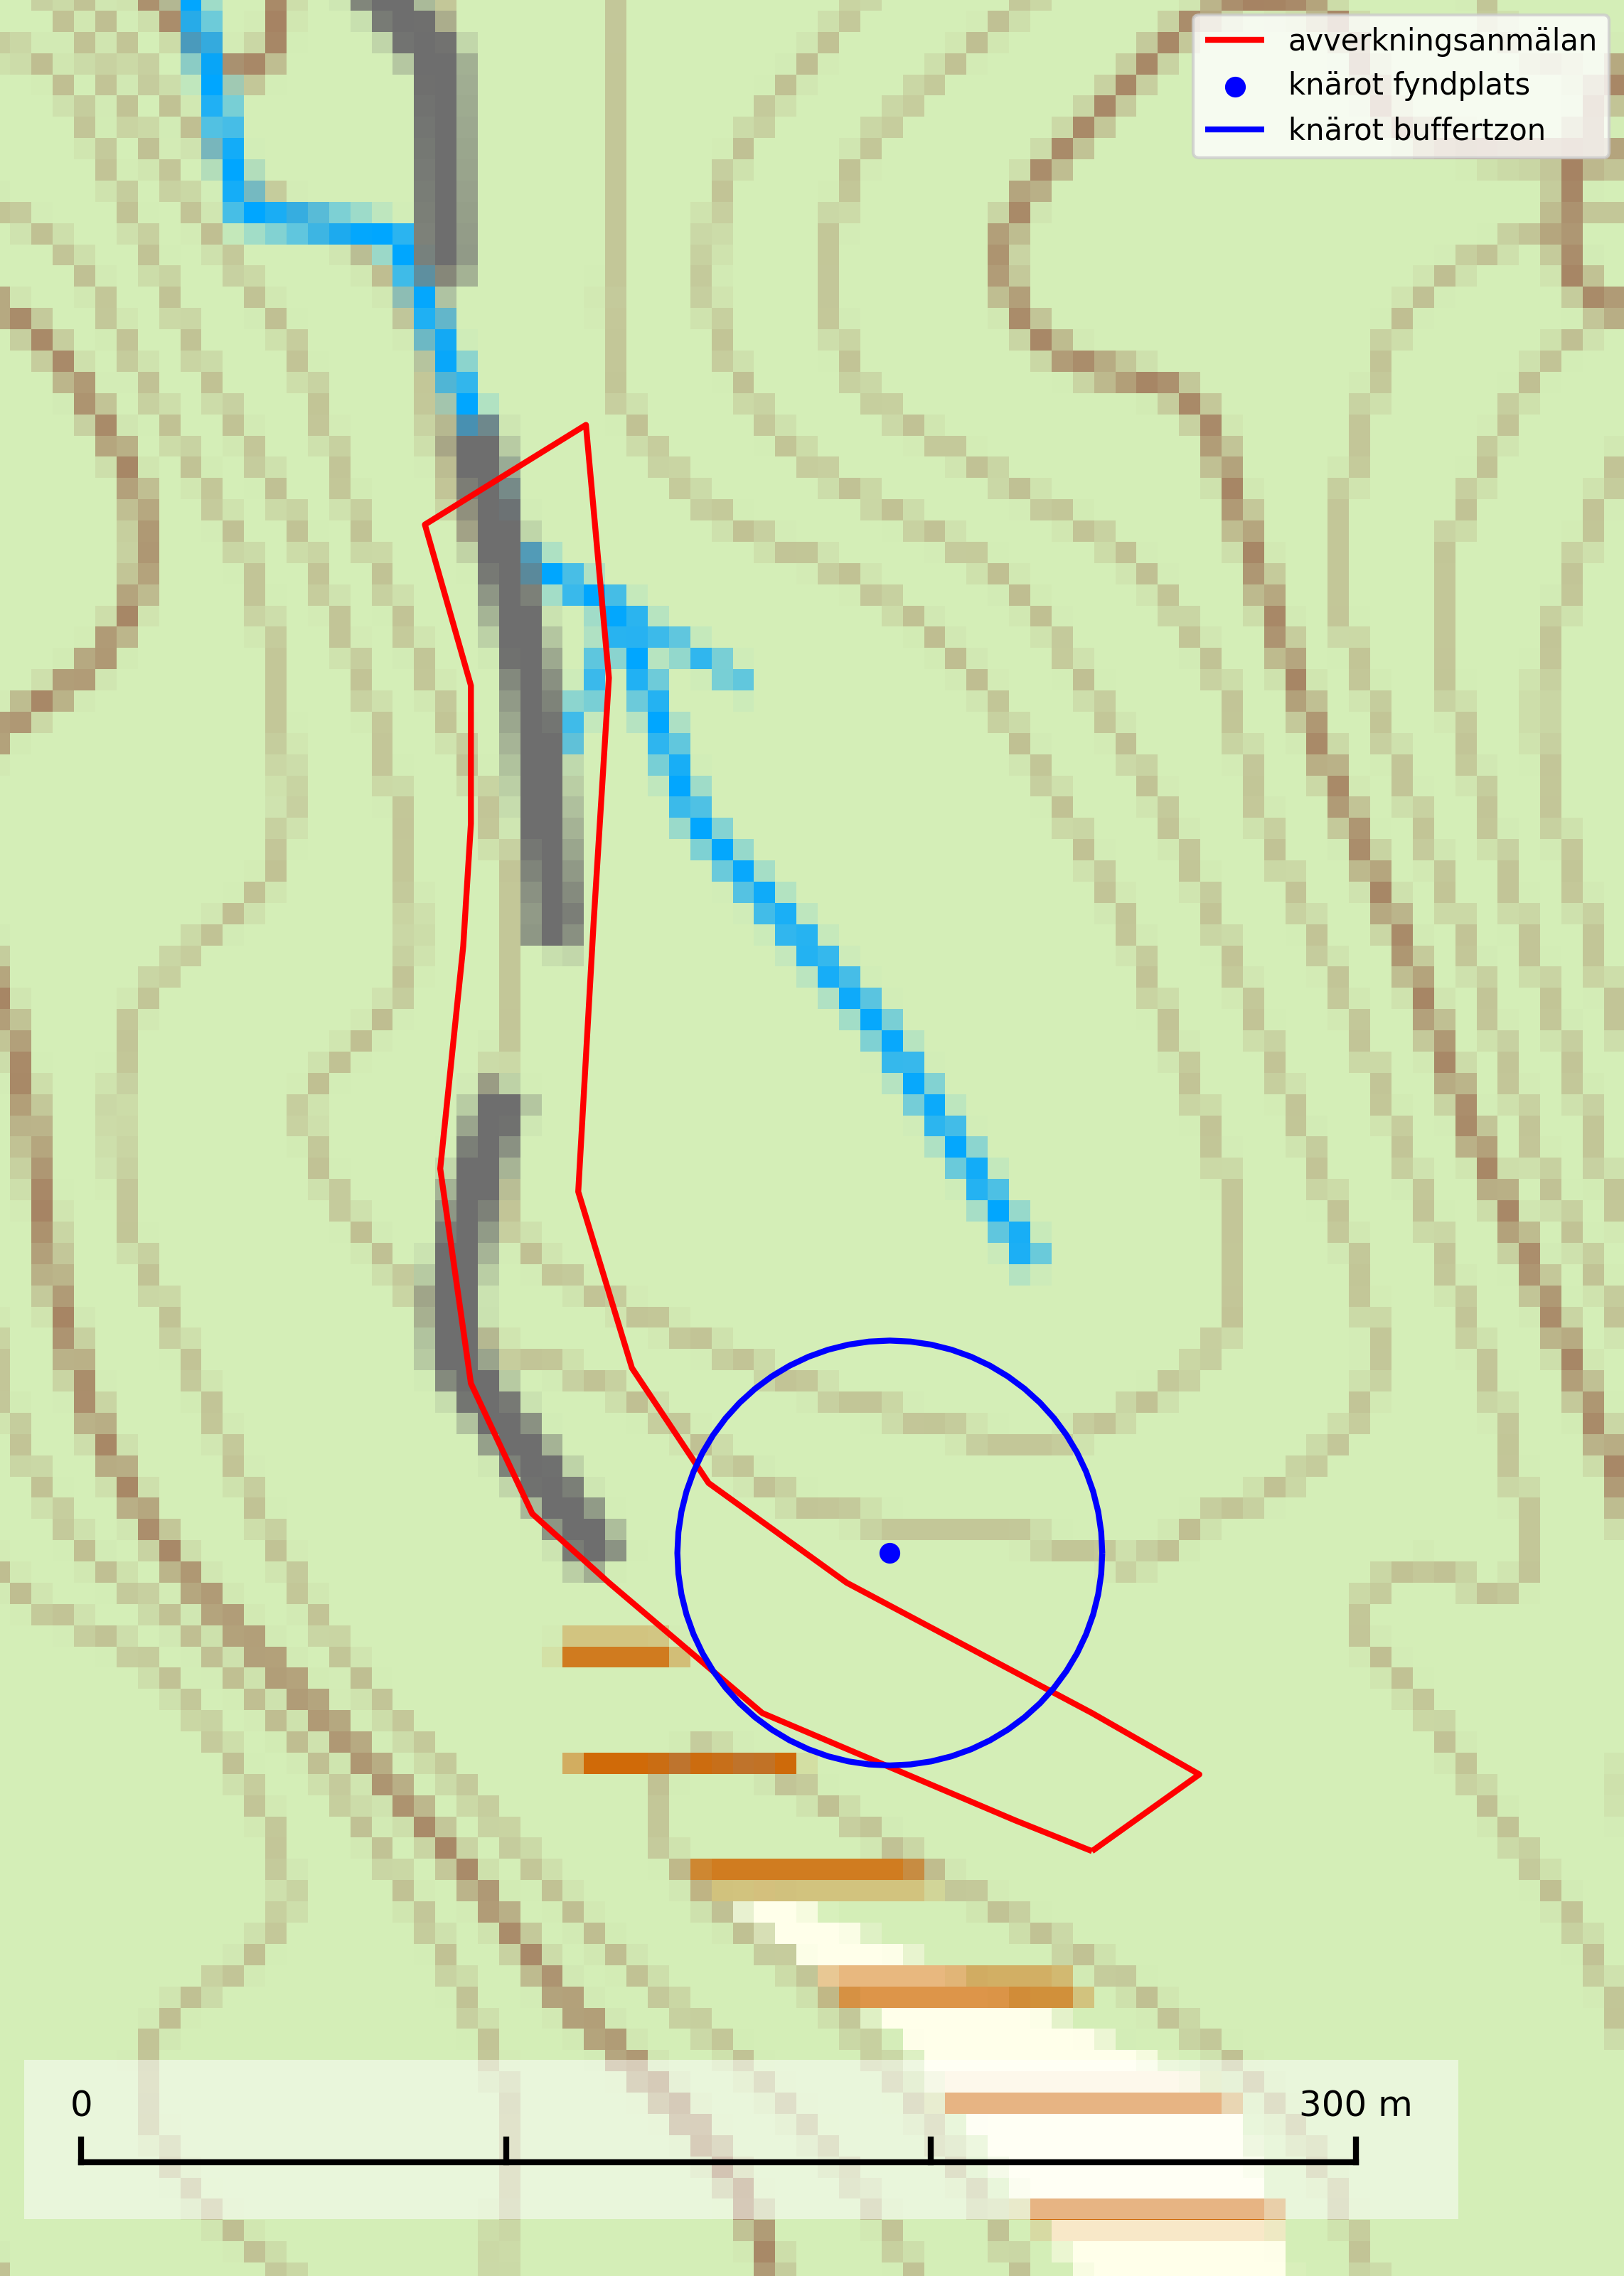 avverkningsanmälan
knärot fyndplats
knärot buffertzon
0 300 m